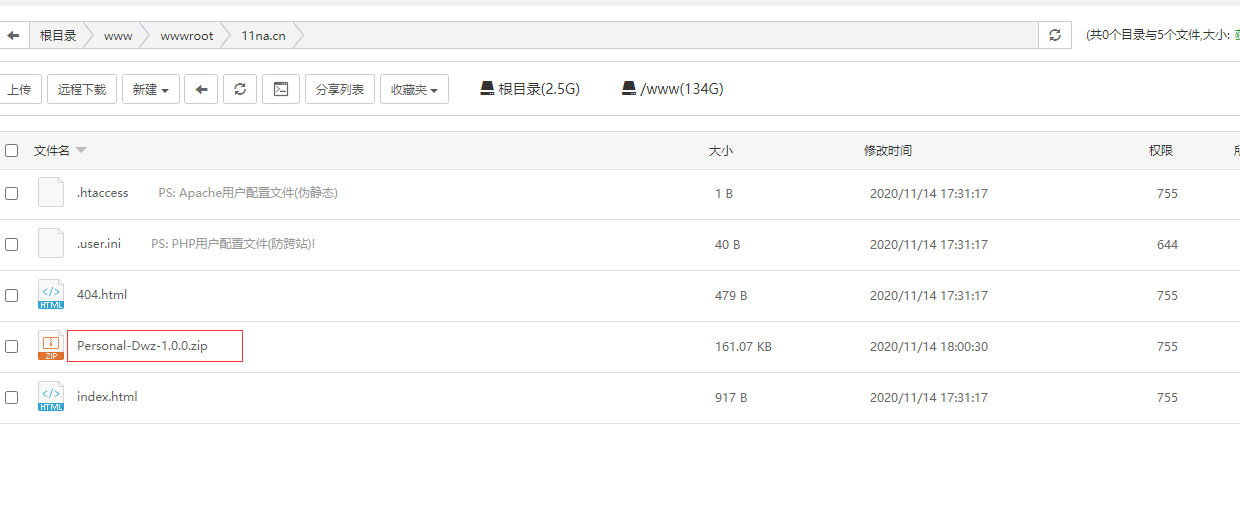 根目录 www wwwroot 11na.cn (共0个目录与5个文件,大小:
上传 远程下载 新建 分享列表 收藏夹 根目录(2.5G) /www(134G)
文件名 大小 修改时间 权限
.htaccess PS: Apache用户配置文件(伪静态) 1 B 2020/11/14 17:31:17 755
.user.ini PS: PHP用户配置文件(防跨站)! 40 B 2020/11/14 17:31:17 644
</> HTML 404.html 479 B 2020/11/14 17:31:17 755
ZIP Personal-Dwz-1.0.0.zip 161.07 KB 2020/11/14 18:00:30 755
</> HTML index.html 917 B 2020/11/14 17:31:17 755